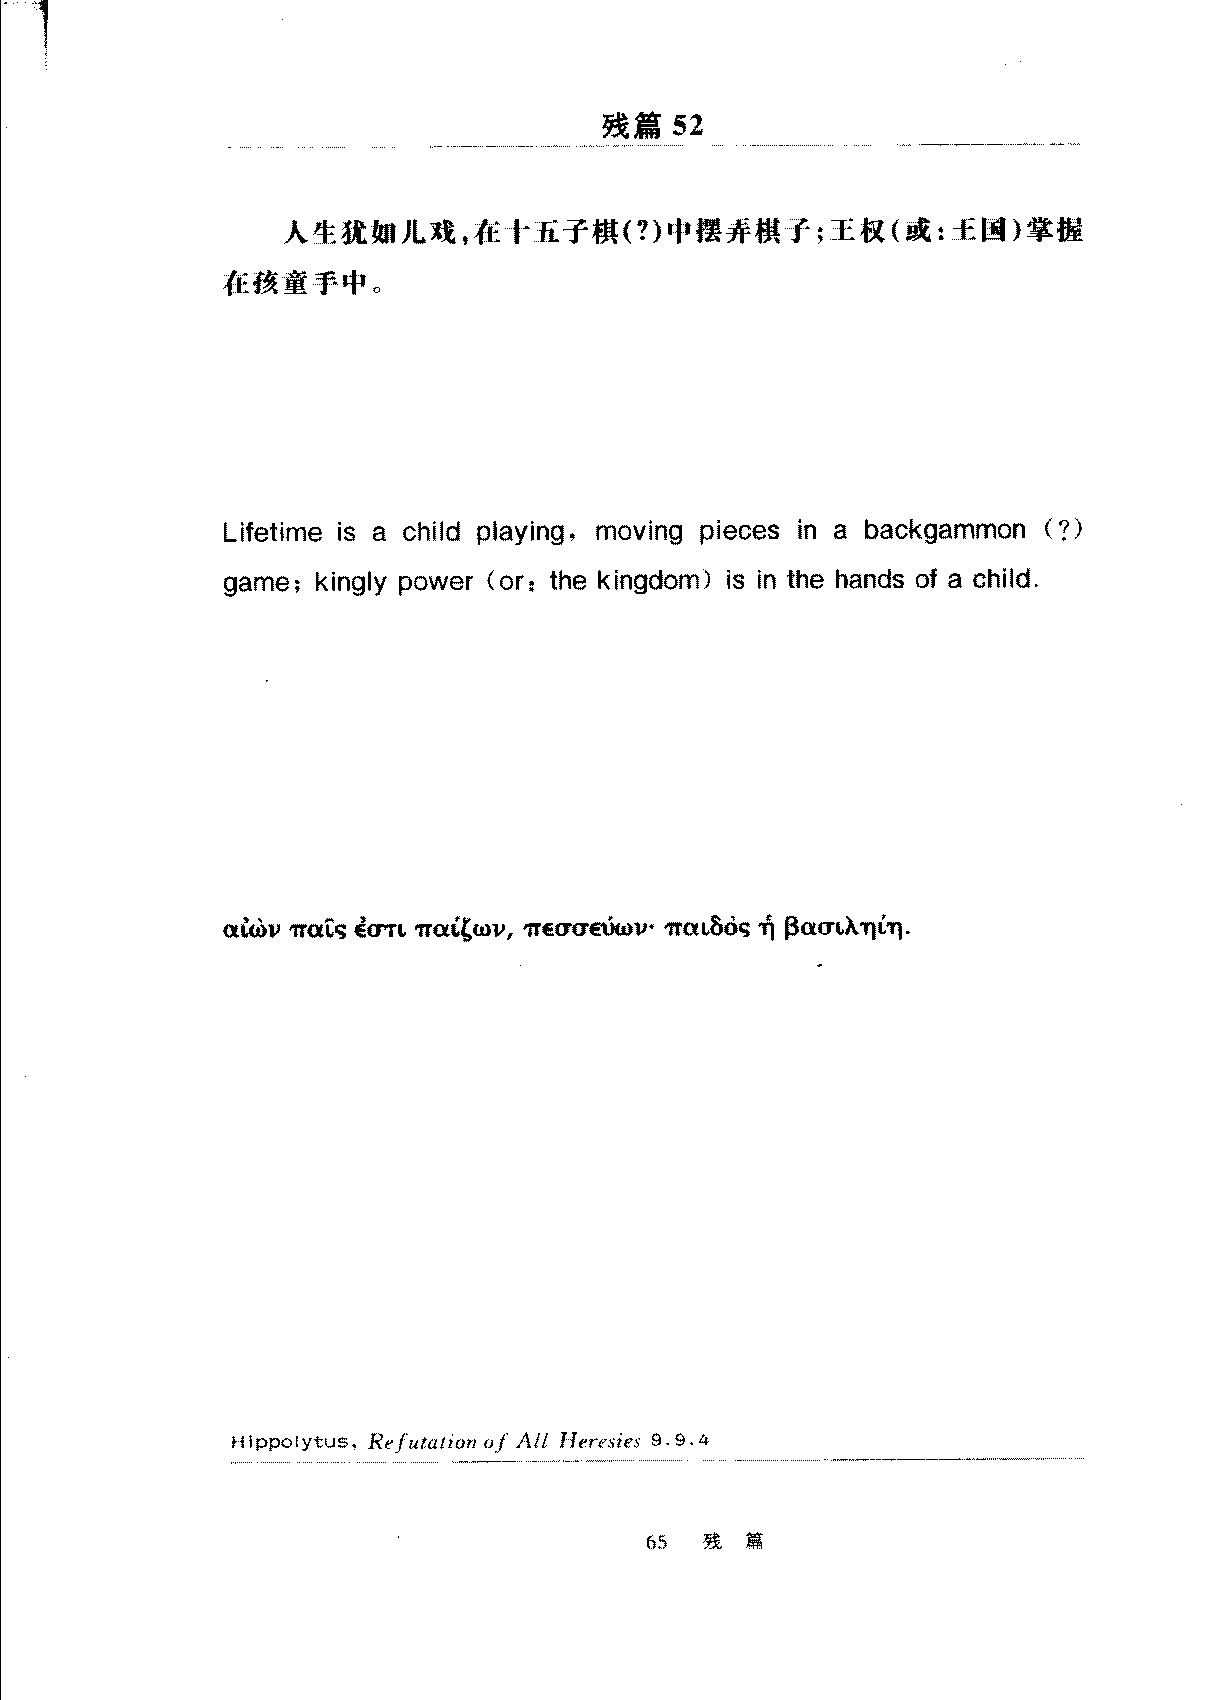 残篇 52
人生犹如儿戏,在十五子棋(?)中摆弄棋子;王权(或:王国)掌握
在孩童手中。
Lifetime is a child playing, moving pieces in a backgammon (?)
game; kingly power (or: the kingdom) is in the hands of a child.
αἰὼν παῖς ἐστι παίζων, πεσσεύων· παιδὸς ἡ βασιληίη.
Hippolytus, Refutation of All Heresies 9.9.4
65 残 篇